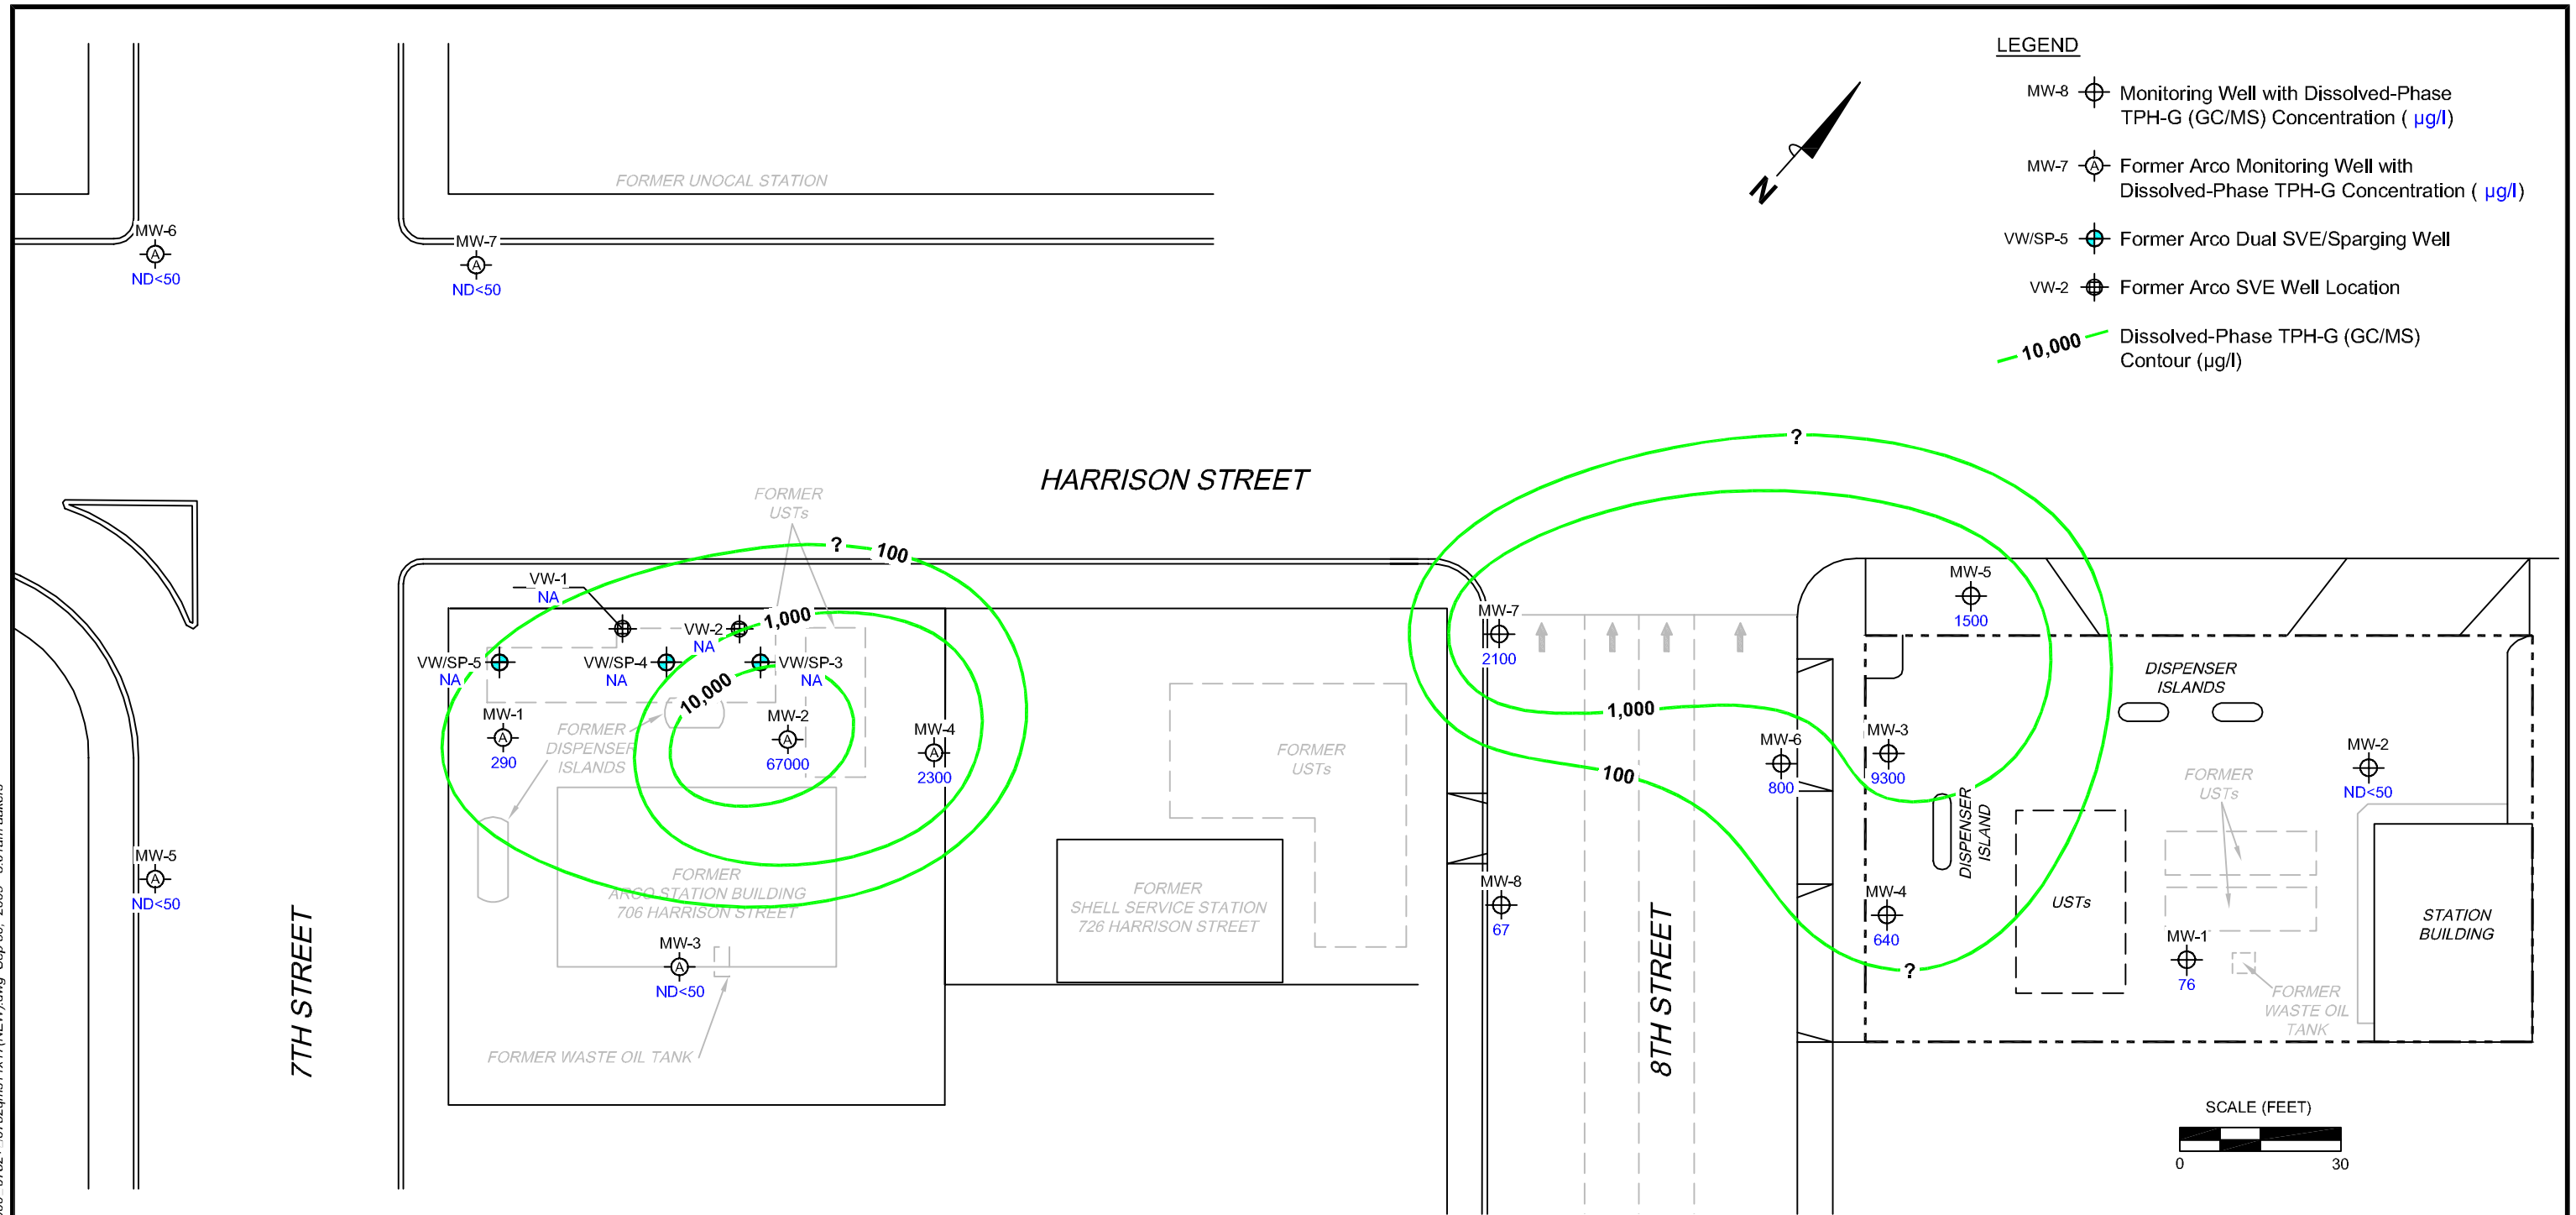 LEGEND
MW-8
Monitoring Well with Dissolved-Phase
TPH-G (GC/MS) Concentration ( µg/l)
MW-7
A
Former Arco Monitoring Well with
Dissolved-Phase TPH-G Concentration ( µg/l)
VW/SP-5
Former Arco Dual SVE/Sparging Well
VW-2
Former Arco SVE Well Location
10,000
Dissolved-Phase TPH-G (GC/MS)
Contour (µg/l)
N
FORMER UNOCAL STATION
MW-6
A
ND<50
MW-7
A
ND<50
HARRISON STREET
FORMER
USTs
?
100
VW-1
NA
VW-2
NA
1,000
VW/SP-5
NA
VW/SP-4
NA
VW/SP-3
NA
10,000
MW-1
A
290
FORMER
DISPENSER
ISLANDS
MW-2
A
67000
MW-4
A
2300
MW-5
A
ND<50
FORMER
ARCO STATION BUILDING
706 HARRISON STREET
MW-3
A
ND<50
FORMER WASTE OIL TANK
7TH STREET
FORMER
USTs
FORMER
SHELL SERVICE STATION
726 HARRISON STREET
?
MW-7
2100
1,000
100
MW-6
800
MW-8
67
8TH STREET
MW-5
1500
DISPENSER
ISLANDS
MW-3
9300
MW-2
ND<50
DISPENSER
ISLAND
FORMER
USTs
USTs
MW-4
640
?
MW-1
76
FORMER
WASTE OIL
TANK
STATION
BUILDING
SCALE (FEET)
0
30